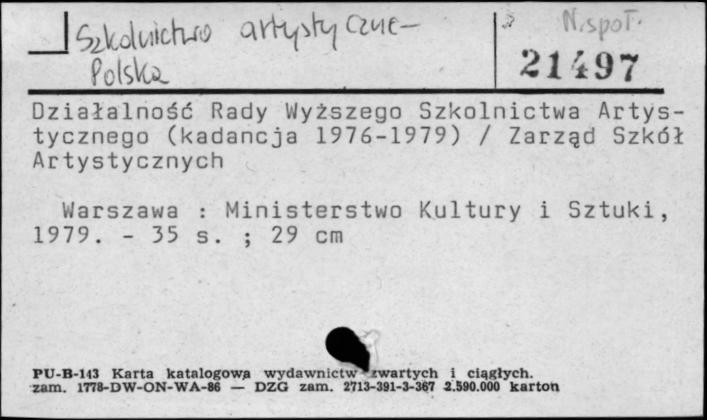 Szkolnictwo artystyczne –
Polska
N. społ.
21497
Działalność Rady Wyższego Szkolnictwa Artys-
tycznego (kadancja 1976-1979) / Zarząd Szkół
Artystycznych
Warszawa : Ministerstwo Kultury i Sztuki,
1979. - 35 s. ; 29 cm
PU-B-143 Karta katalogowa wydawnictw zwartych i ciągłych.
zam. 1778-DW-ON-WA-86 — DZG zam. 2713-391-3-367 2.590.000 karton